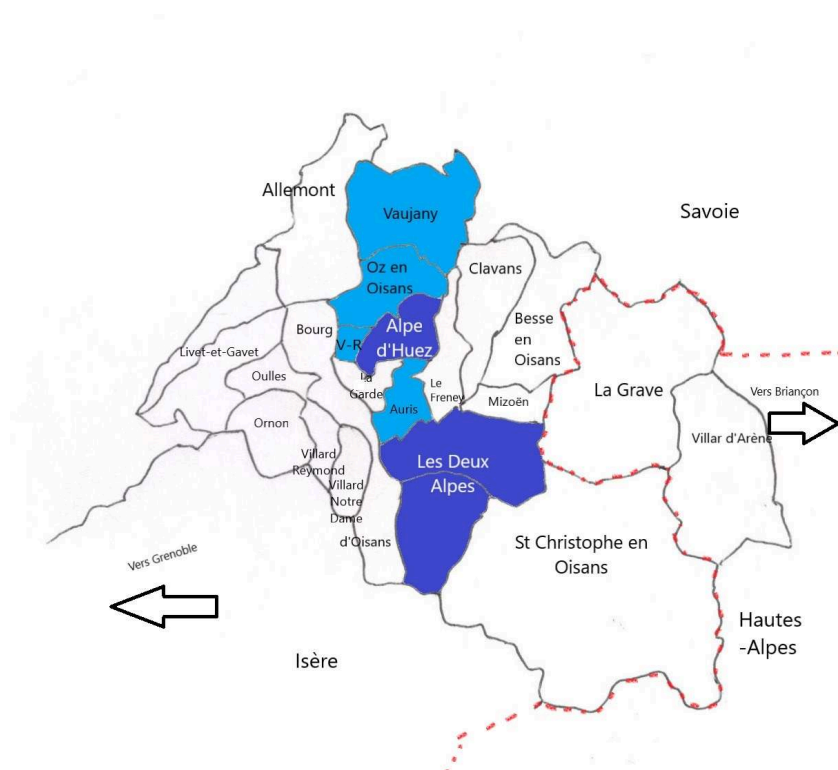 Allemont
Vaujany
Savoie
Oz en
Oisans
Clavans
Bourg
Alpe
d'Huez
V-R
Besse
en
Oisans
Livet-et-Gavet
Oulles
La
Garde
Le
Freney
Mizoën
La Grave
Vers Briançon
Auris
Ornon
Villar d'Arène
Villard
Reymond
Les Deux
Alpes
Villard
Notre
Dame
d'Oisans
St Christophe en
Oisans
Vers Grenoble
Hautes
-Alpes
Isère